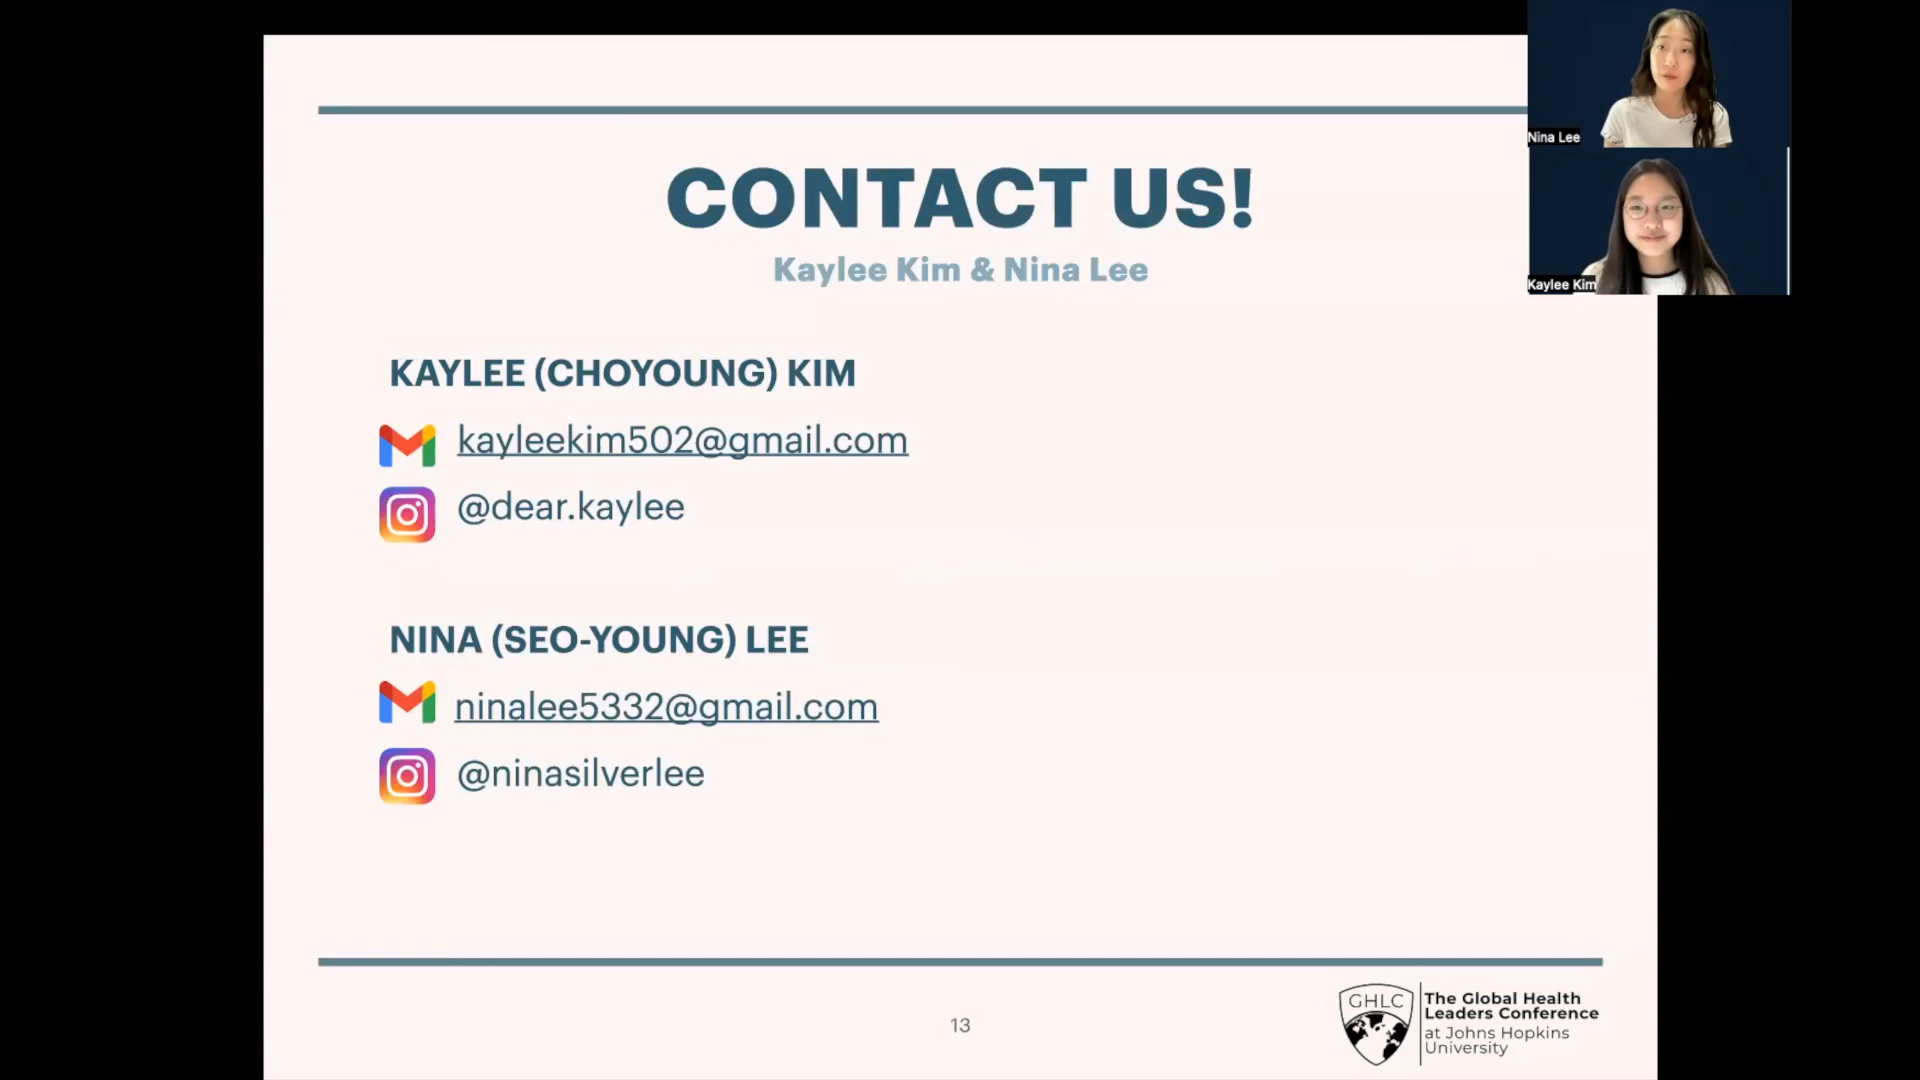 CONTACT US!
Kaylee Kim & Nina Lee
KAYLEE (CHOYOUNG) KIM
kayleekim502@gmail.com
@dear.kaylee
NINA (SEO-YOUNG) LEE
ninalee5332@gmail.com
@ninasilverlee
13
GHLC
The Global Health
Leaders Conference
at Johns Hopkins
University
Nina Lee
Kaylee Kim